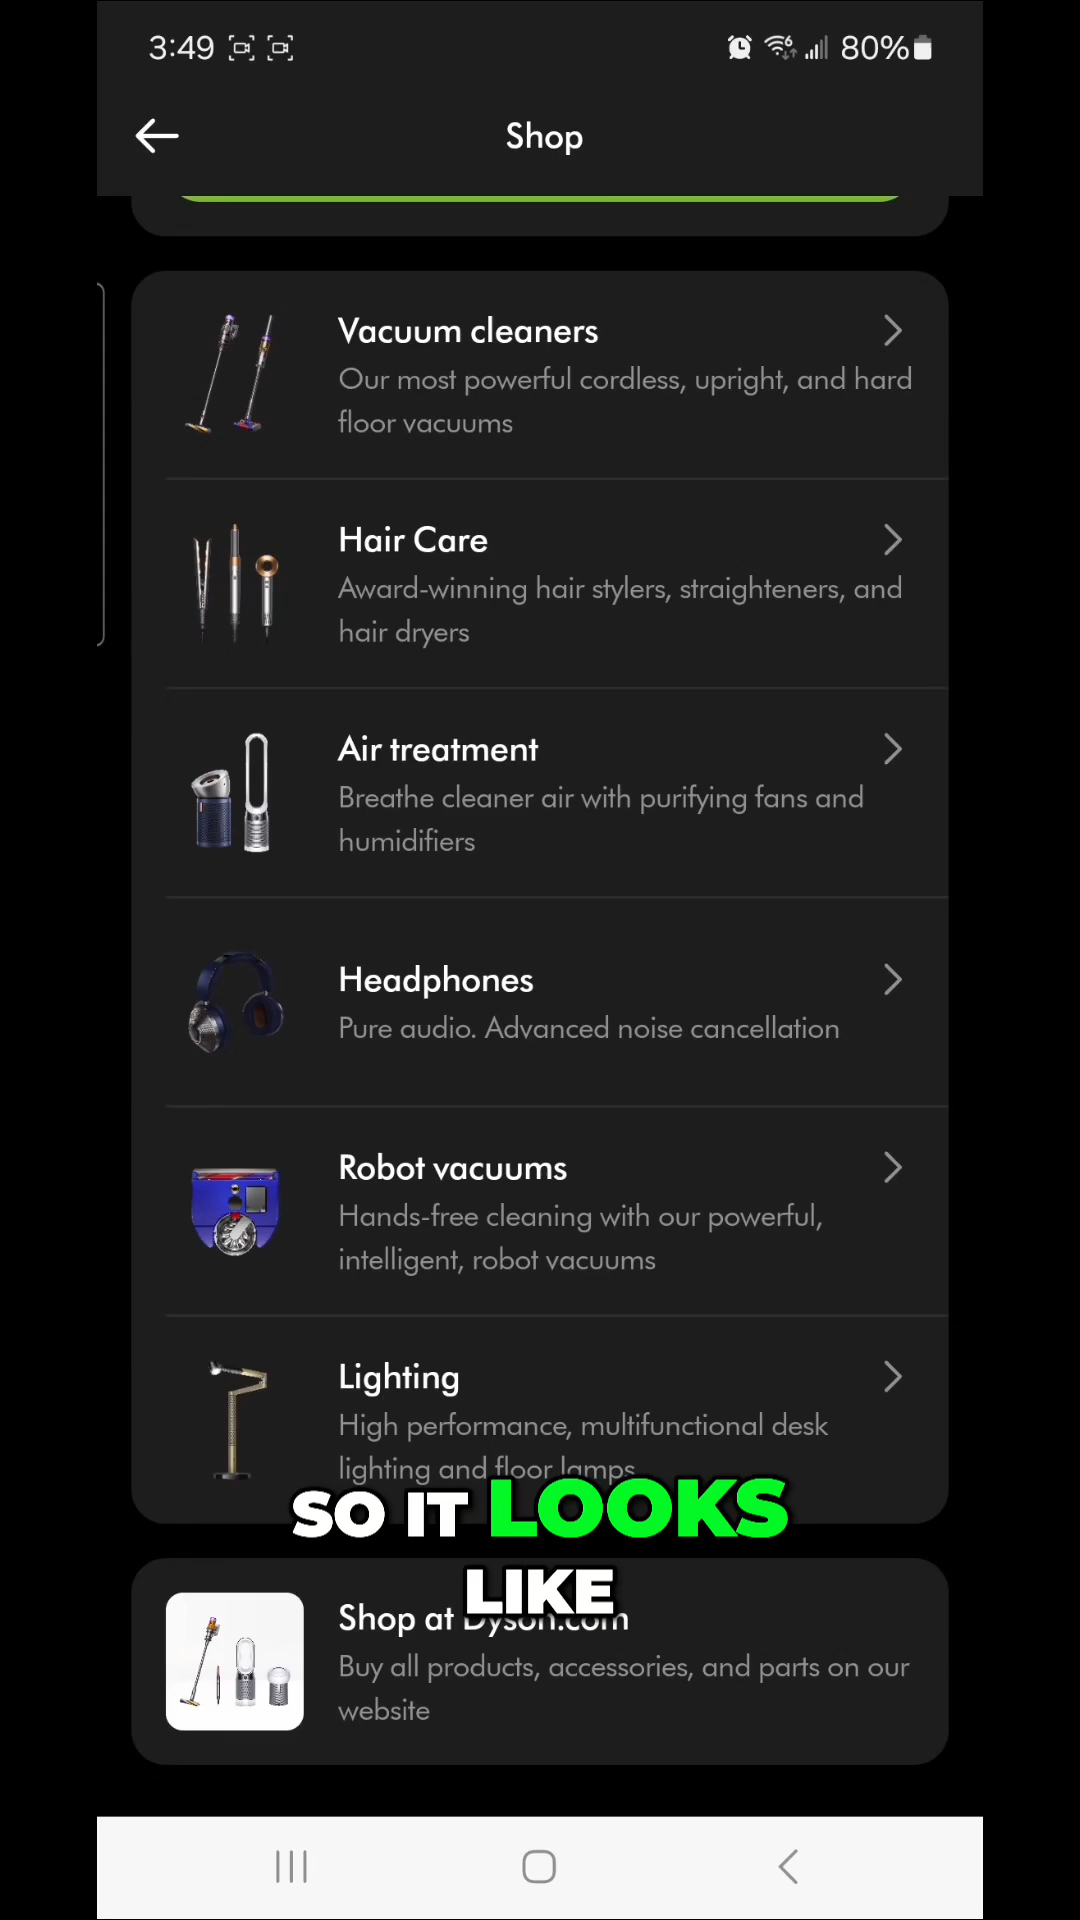 3:49
6
80%
Shop
Vacuum cleaners
Our most powerful cordless, upright, and hard
floor vacuums
Hair Care
Award-winning hair stylers, straighteners, and
hair dryers
Air treatment
Breathe cleaner air with purifying fans and
humidifiers
Headphones
Pure audio. Advanced noise cancellation
Robot vacuums
Hands-free cleaning with our powerful,
intelligent, robot vacuums
Lighting
High performance, multifunctional desk
lighting and floor lamps
SO IT LOOKS
LIKE
Shop at Dyson.com
Buy all products, accessories, and parts on our
website